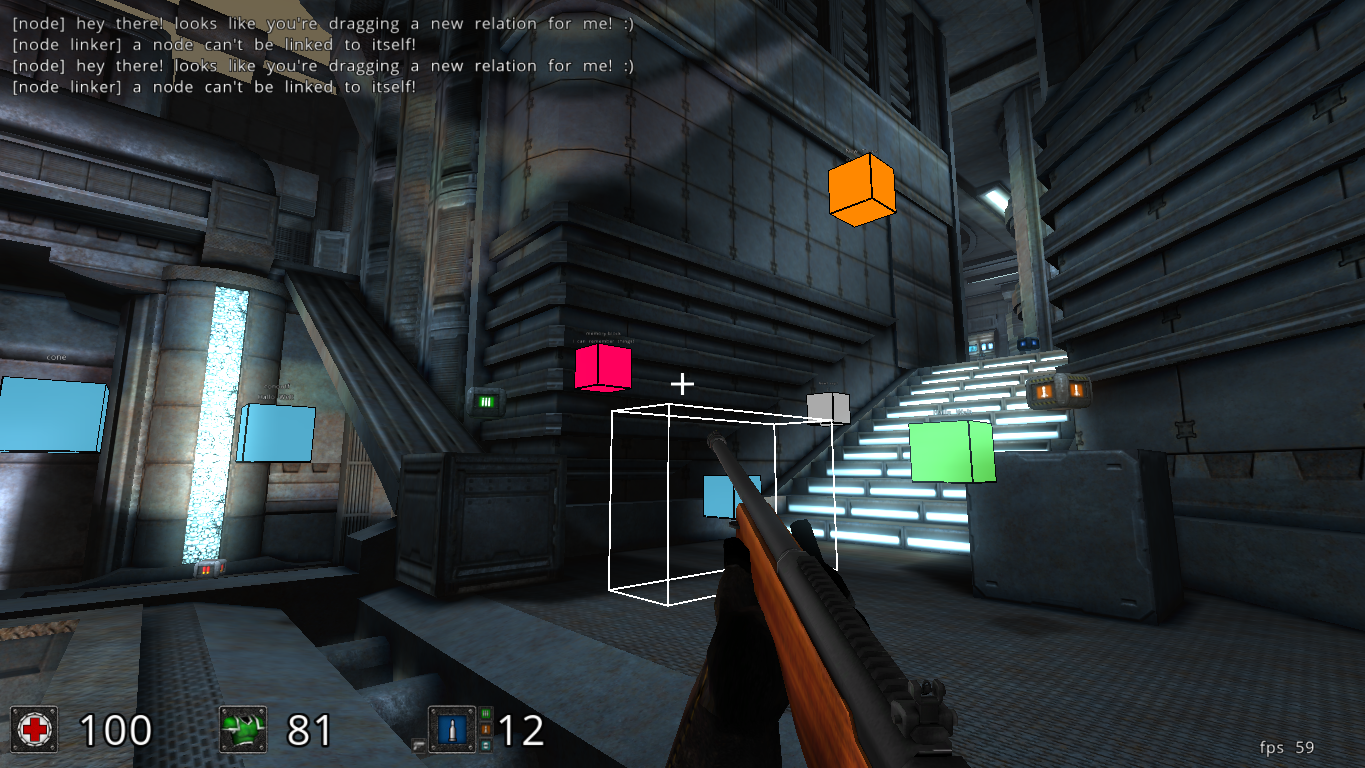 [node] hey there! looks like you're dragging a new relation for me! :)
[node linker] a node can't be linked to itself!
[node] hey there! looks like you're dragging a new relation for me! :)
[node linker] a node can't be linked to itself!
cone
100
81
12
fps 59